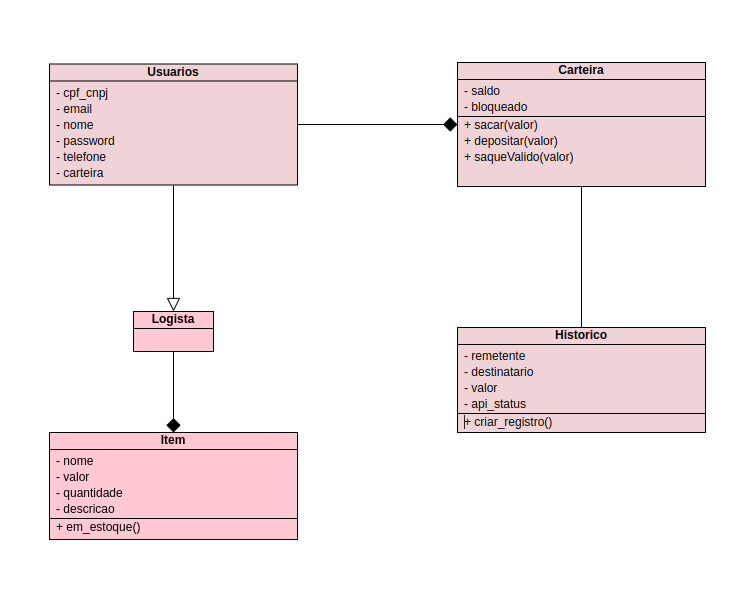 Usuarios
- cpf_cnpj
- email
- nome
- password
- telefone
- carteira
Carteira
- saldo
- bloqueado
+ sacar(valor)
+ depositar(valor)
+ saqueValido(valor)
Logista
Historico
- remetente
- destinatario
- valor
- api_status
+ criar_registro()
Item
- nome
- valor
- quantidade
- descricao
+ em_estoque()